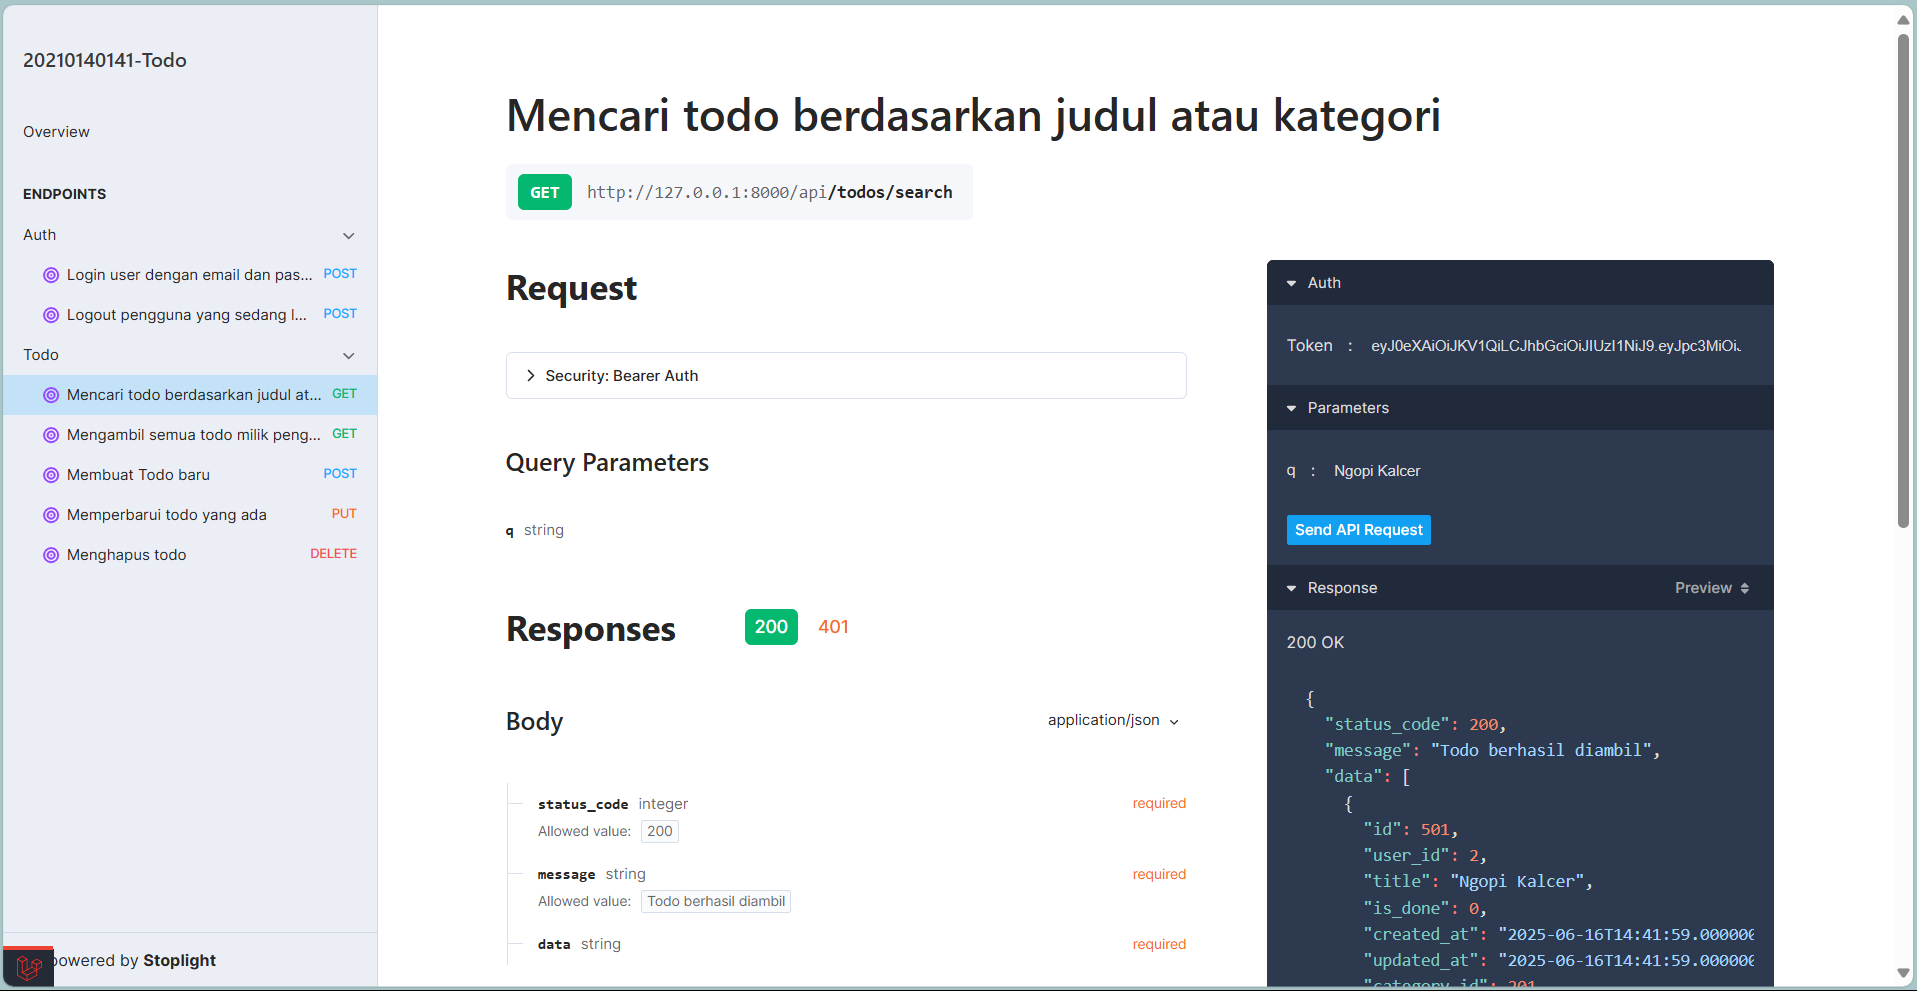 20210140141-Todo
Overview
ENDPOINTS
Auth
Login user dengan email dan pas... POST
Logout pengguna yang sedang l... POST
Todo
Mencari todo berdasarkan judul at... GET
Mengambil semua todo milik peng... GET
Membuat Todo baru POST
Memperbarui todo yang ada PUT
Menghapus todo DELETE
powered by Stoplight
Mencari todo berdasarkan judul atau kategori
GET http://127.0.0.1:8000/api/todos/search
Request
Security: Bearer Auth
Query Parameters
q string
Responses 200 401
Body application/json
status_code integer required
Allowed value: 200
message string required
Allowed value: Todo berhasil diambil
data string required
Auth
Token : eyJ0eXAiOiJKV1QiLCJhbGciOiJIUzI1NiJ9.eyJpc3MiOi
Parameters
q : Ngopi Kalcer
Send API Request
Response Preview
200 OK
{
"status_code": 200,
"message": "Todo berhasil diambil",
"data": [
{
"id": 501,
"user_id": 2,
"title": "Ngopi Kalcer",
"is_done": 0,
"created_at": "2025-06-16T14:41:59.000000
"updated_at": "2025-06-16T14:41:59.000000
"category_id": 201